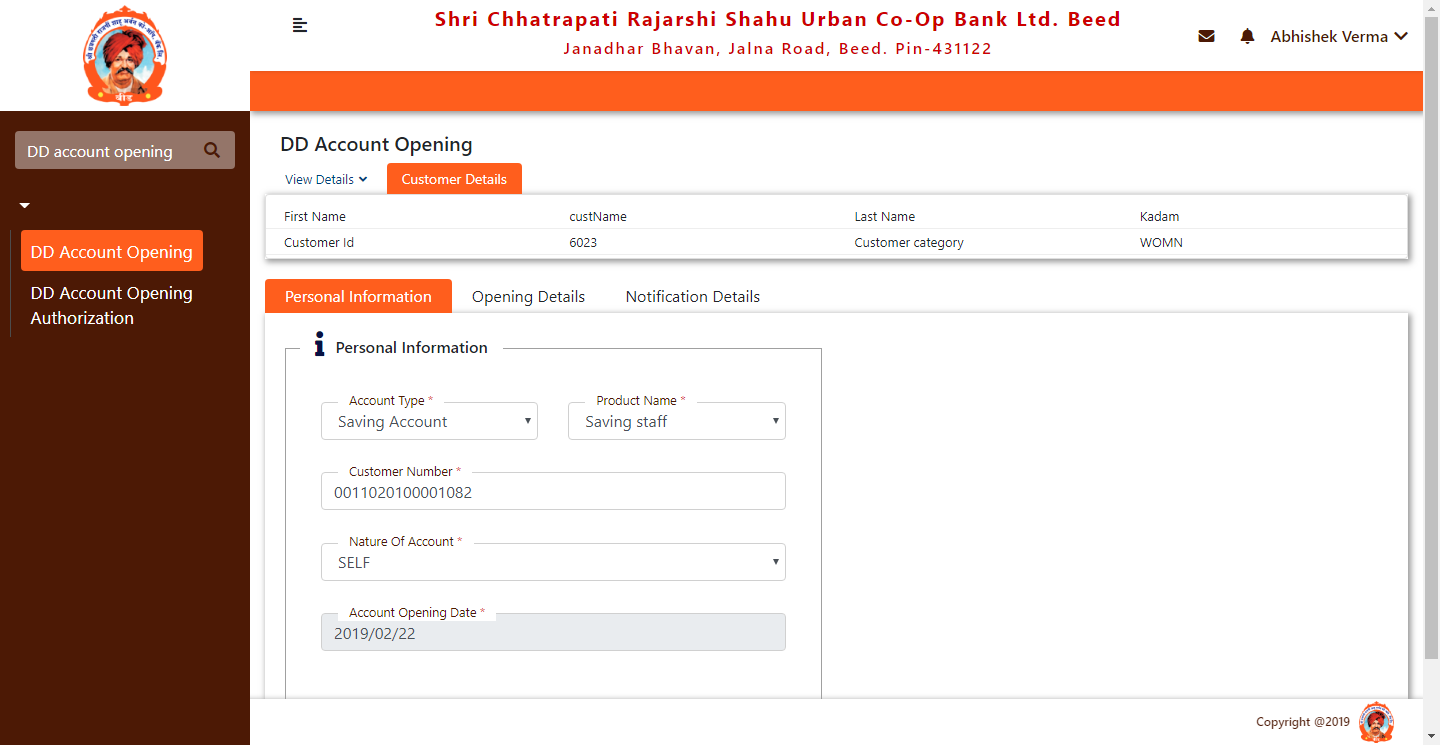 Shri Chhatrapati Rajarshi Shahu Urban Co-Op Bank Ltd. Beed
Janadhar Bhavan, Jalna Road, Beed. Pin-431122
Abhishek Verma
बीड
DD account opening
DD Account Opening
DD Account Opening
Authorization
DD Account Opening
View Details
Customer Details
First Name custName Last Name Kadam
Customer Id 6023 Customer category WOMN
Personal Information Opening Details Notification Details
Personal Information
Account Type * Product Name *
Saving Account Saving staff
Customer Number *
0011020100001082
Nature Of Account *
SELF
Account Opening Date *
2019/02/22
Copyright @2019